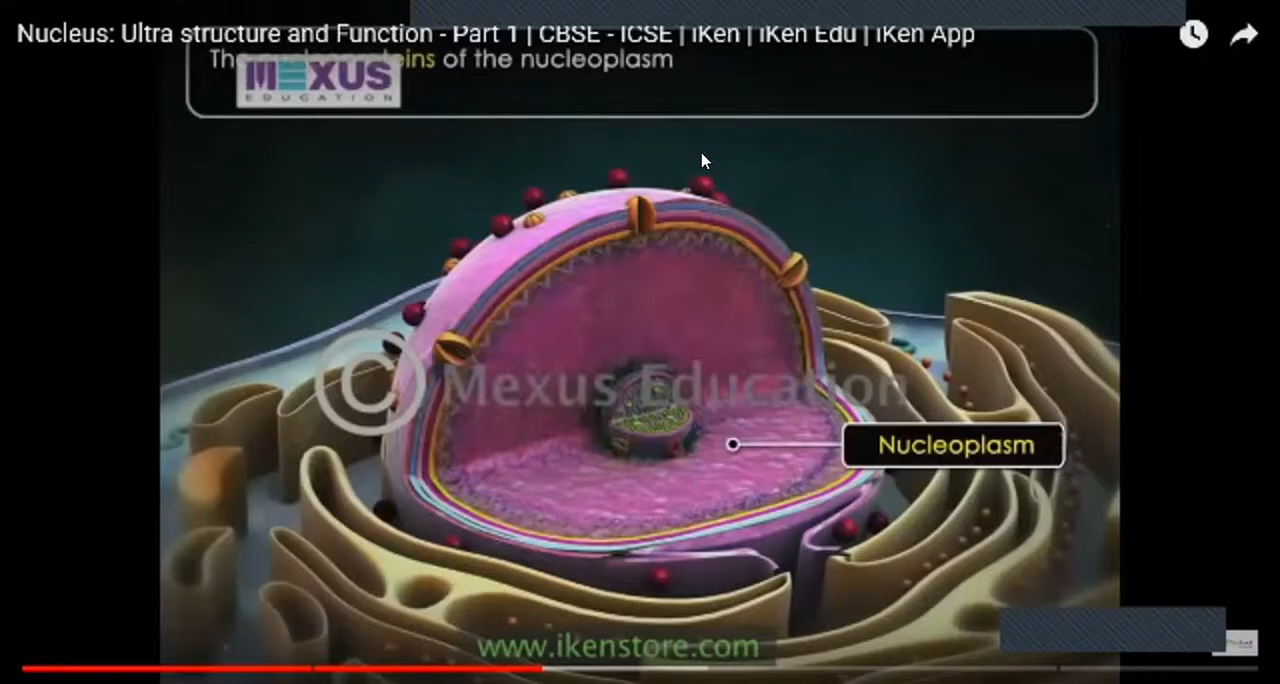 Nucleus: Ultra structure and Function - Part 1 | CBSE - ICSE | iKen | iKen Edu | iKen App
of the nucleoplasm
MEXUS
EDUCATION
© Mexus Education
Nucleoplasm
www.ikenstore.com